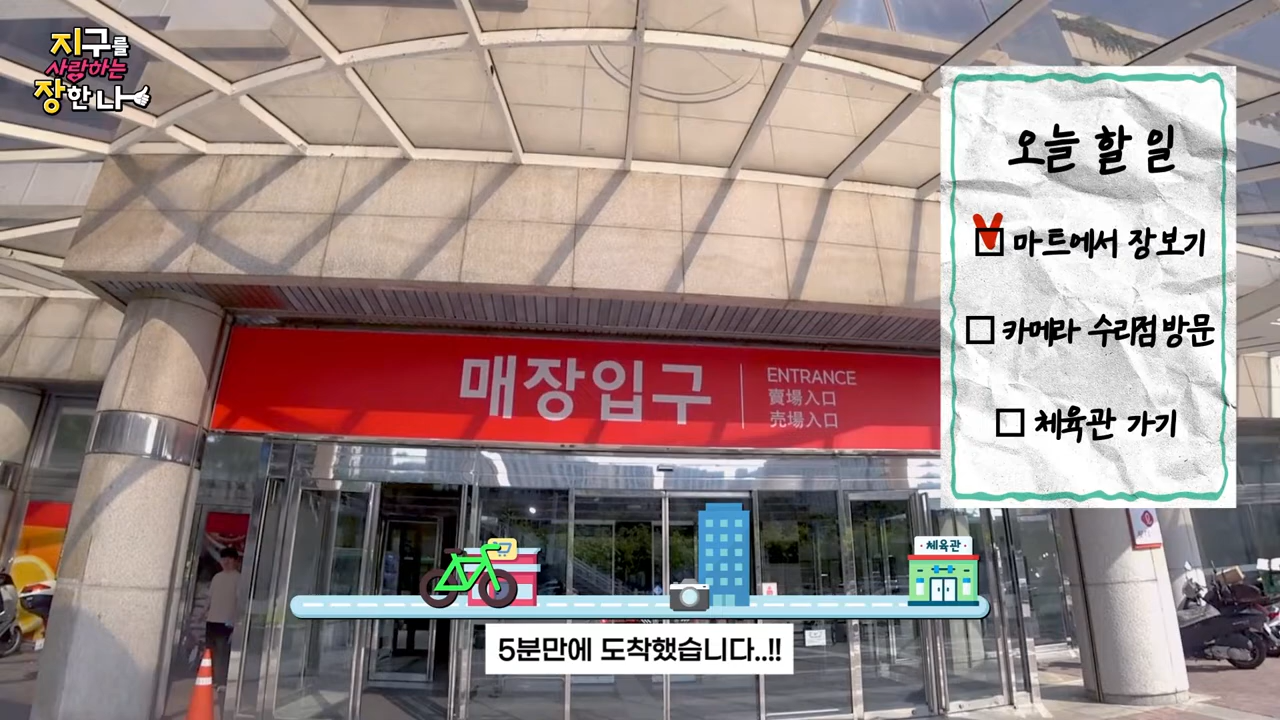 지구를
사랑하는
장한 나
오늘 할 일
마트에서 장보기
카메라 수리점 방문
체육관 가기
매장입구
ENTRANCE
賣場入口
売場入口
체육관
5분만에 도착했습니다..!!